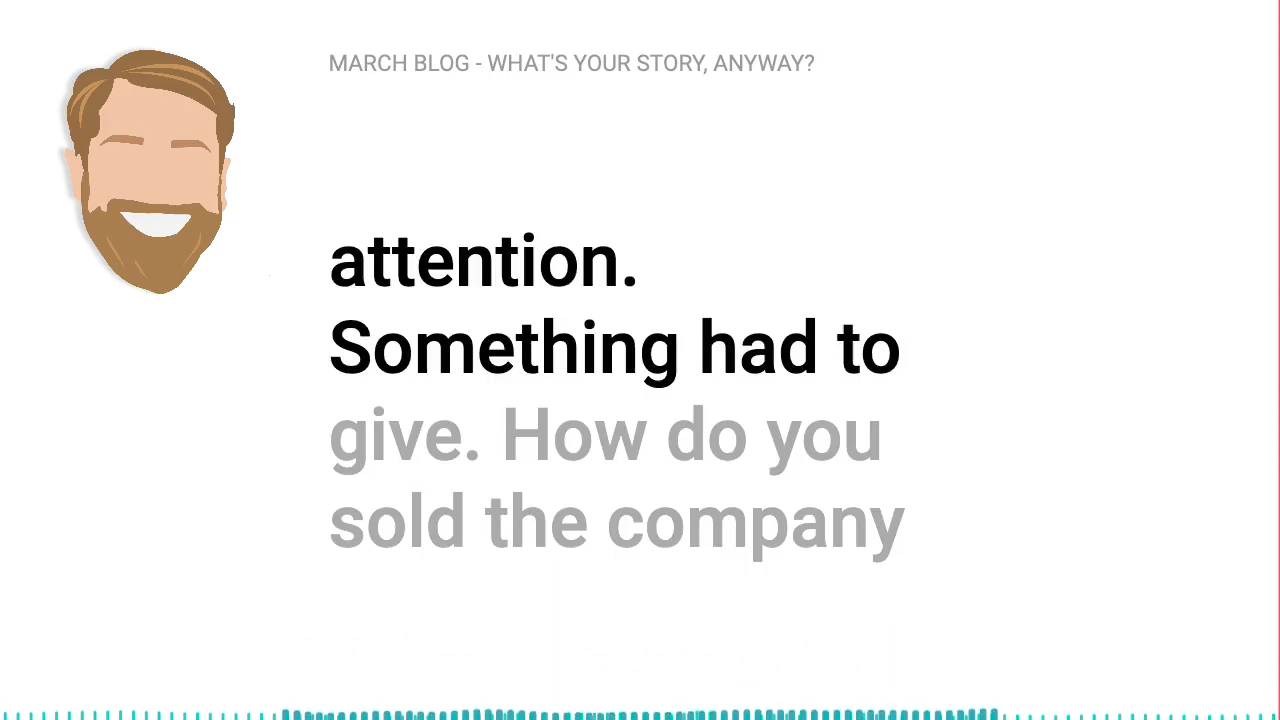 MARCH BLOG - WHAT'S YOUR STORY, ANYWAY?
attention.
Something had to
give. How do you
sold the company